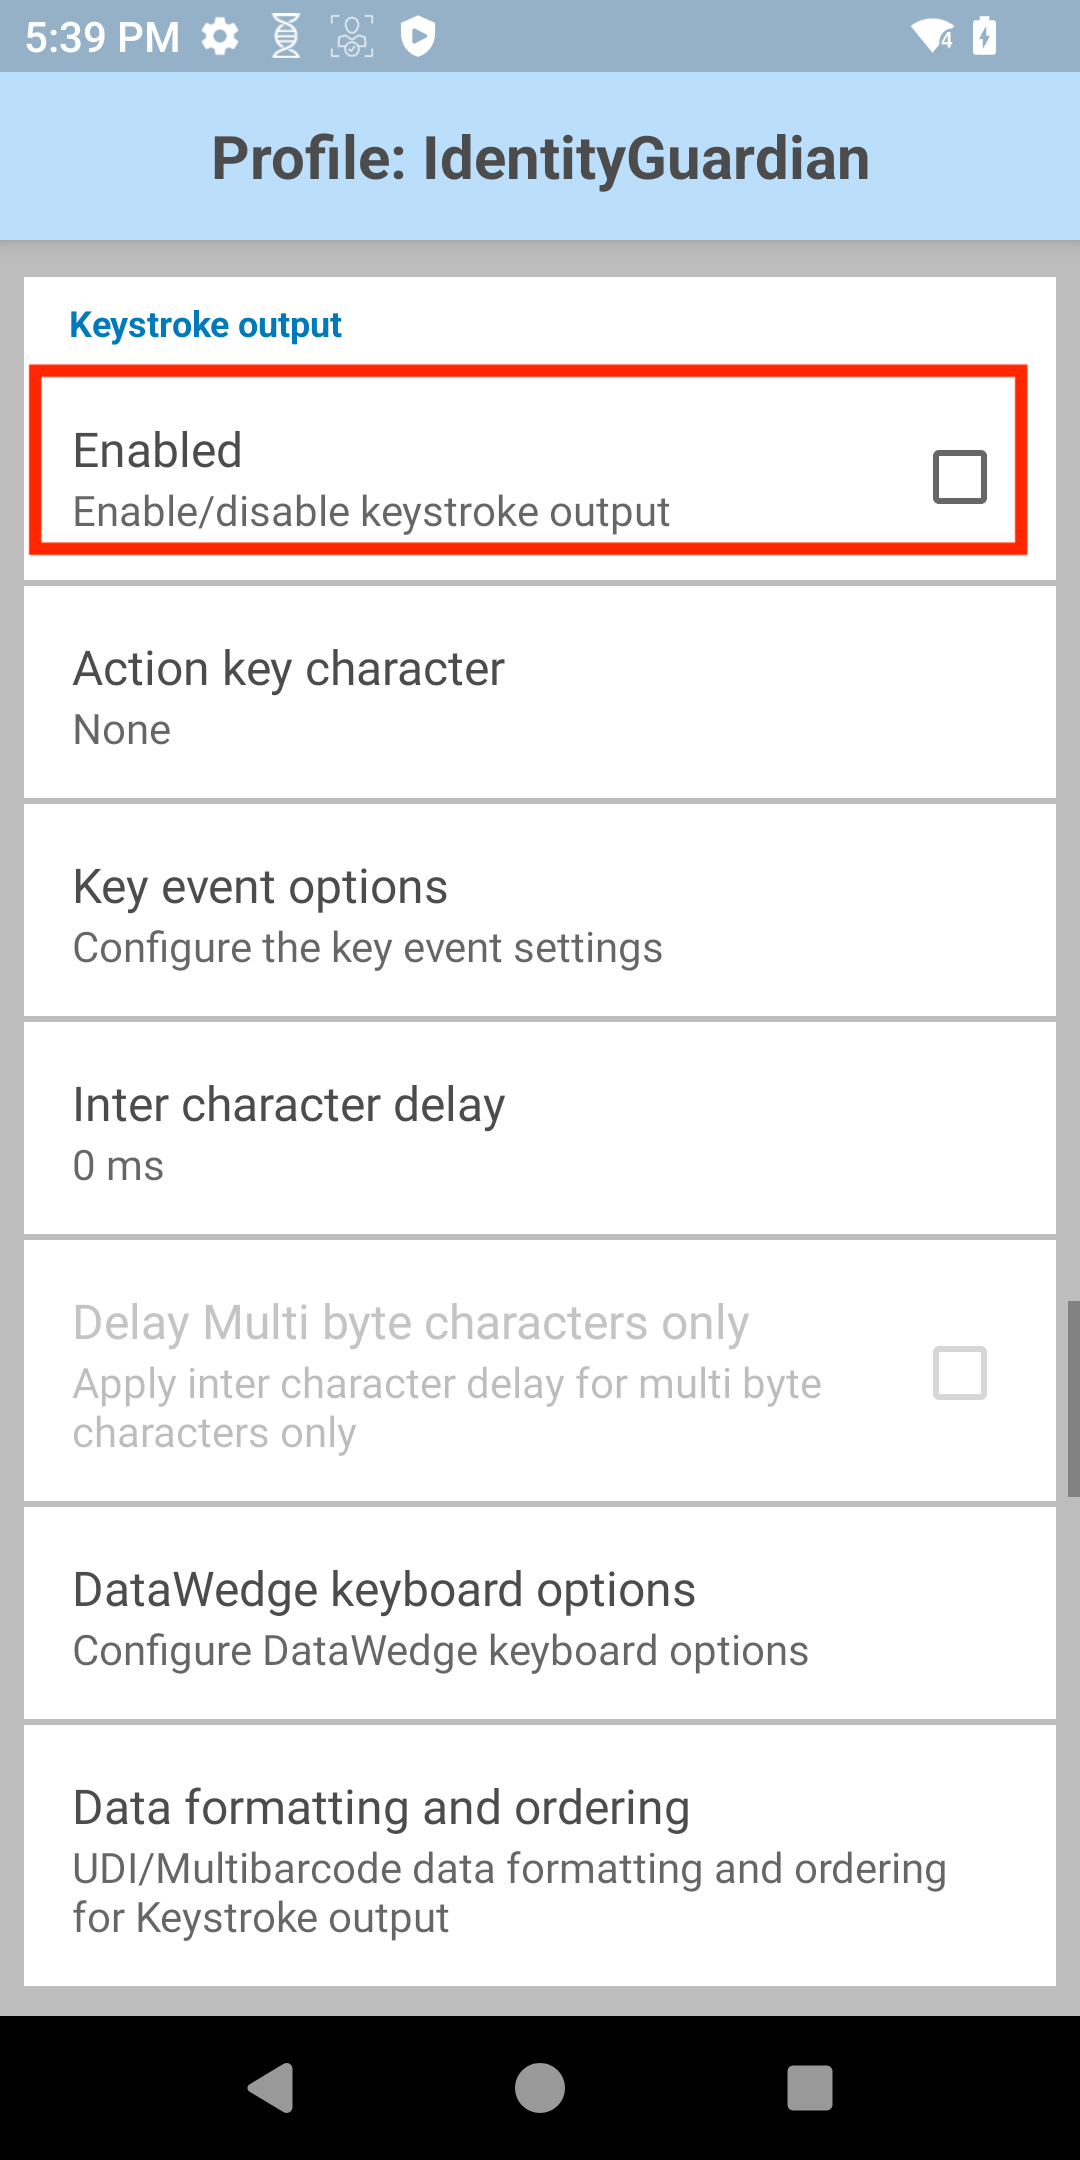 5:39 PM
4
Profile: IdentityGuardian
Keystroke output
Enabled
Enable/disable keystroke output
Action key character
None
Key event options
Configure the key event settings
Inter character delay
0 ms
Delay Multi byte characters only
Apply inter character delay for multi byte
characters only
DataWedge keyboard options
Configure DataWedge keyboard options
Data formatting and ordering
UDI/Multibarcode data formatting and ordering
for Keystroke output